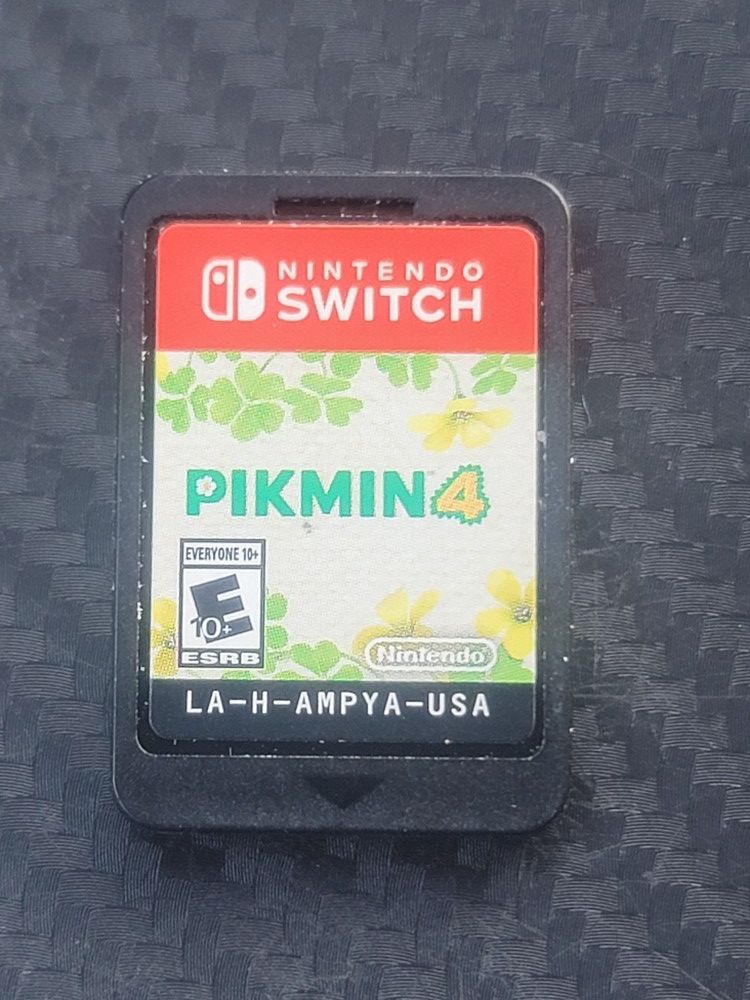 NINTENDO
SWITCH
PIKMIN 4
EVERYONE 10+
E
10+
ESRB
Nintendo
LA-H-AMPYA-USA